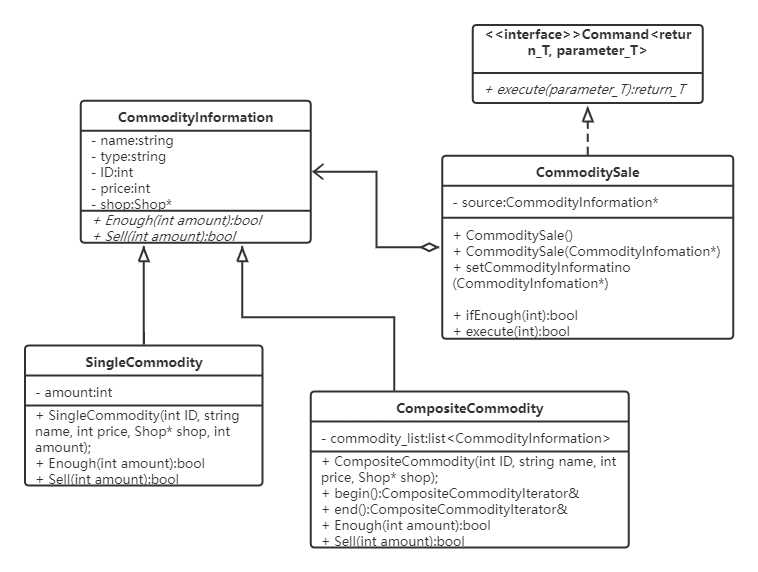 <<interface>>Command<retur
n_T, parameter_T>
+ execute(parameter_T):return_T
CommodityInformation
- name:string
- type:string
- ID:int
- price:int
- shop:Shop*
+ Enough(int amount):bool
+ Sell(int amount):bool
CommoditySale
- source:CommodityInformation*
+ CommoditySale()
+ CommoditySale(CommodityInfomation*)
+ setCommodityInformatino
(CommodityInfomation*)
+ ifEnough(int):bool
+ execute(int):bool
SingleCommodity
- amount:int
+ SingleCommodity(int ID, string
name, int price, Shop* shop, int
amount);
+ Enough(int amount):bool
+ Sell(int amount):bool
CompositeCommodity
- commodity_list:list<CommodityInformation>
+ CompositeCommodity(int ID, string name, int
price, Shop* shop);
+ begin():CompositeCommodityIterator&
+ end():CompositeCommodityIterator&
+ Enough(int amount):bool
+ Sell(int amount):bool